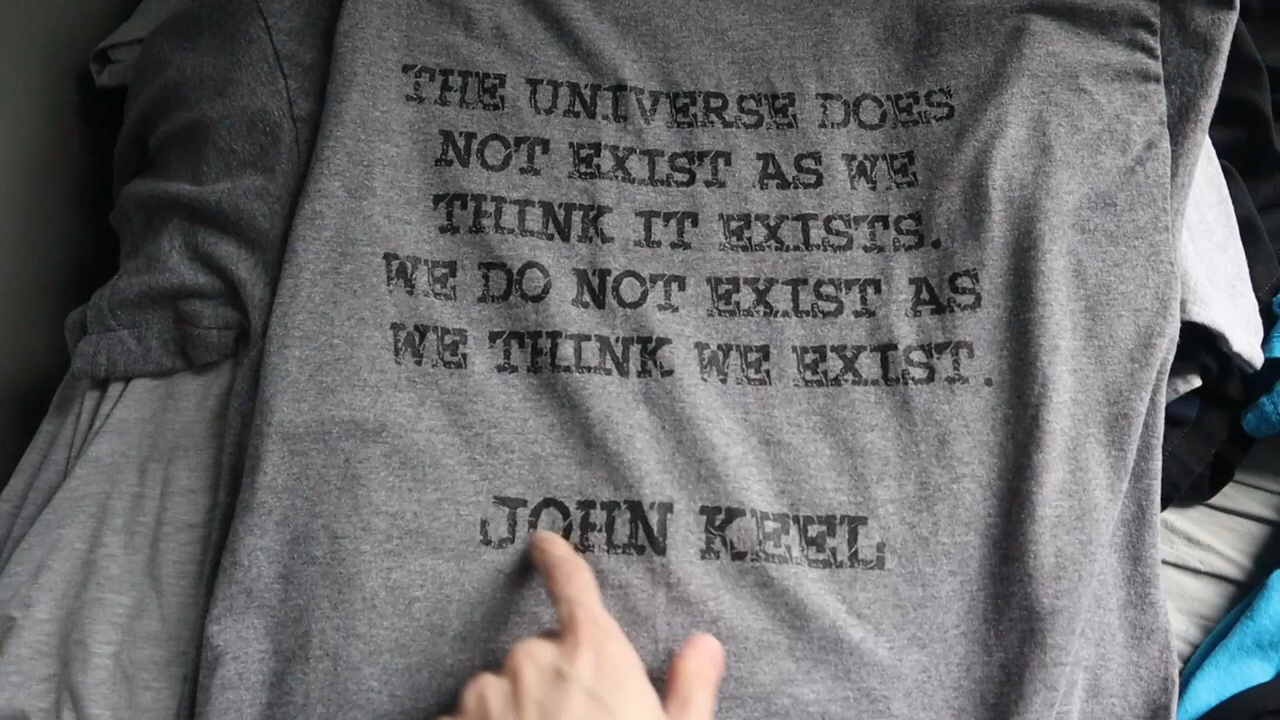 THE UNIVERSE DOES
NOT EXIST AS WE
THINK IT EXISTS.
WE DO NOT EXIST AS
WE THINK WE EXIST.
JOHN KEEL